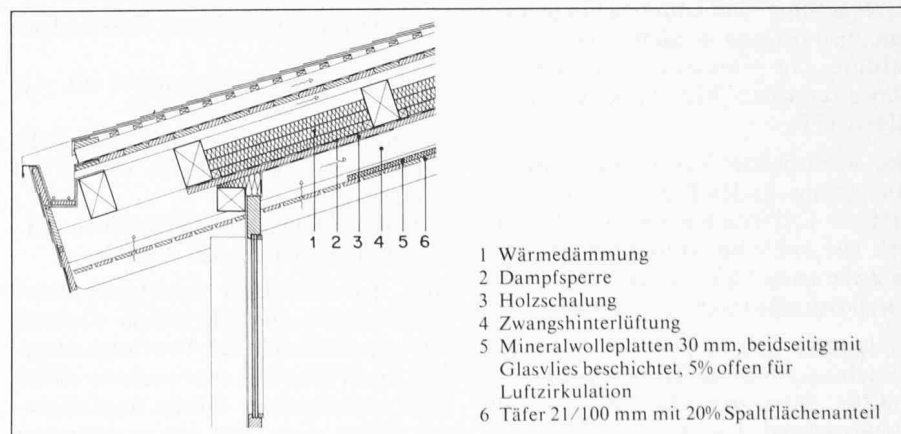 1 2 3 4 5 6
1 Wärmedämmung
2 Dampfsperre
3 Holzschalung
4 Zwangshinterlüftung
5 Mineralwolleplatten 30 mm, beidseitig mit
Glasvlies beschichtet, 5% offen für
Luftzirkulation
6 Täfer 21/100 mm mit 20% Spaltflächenanteil